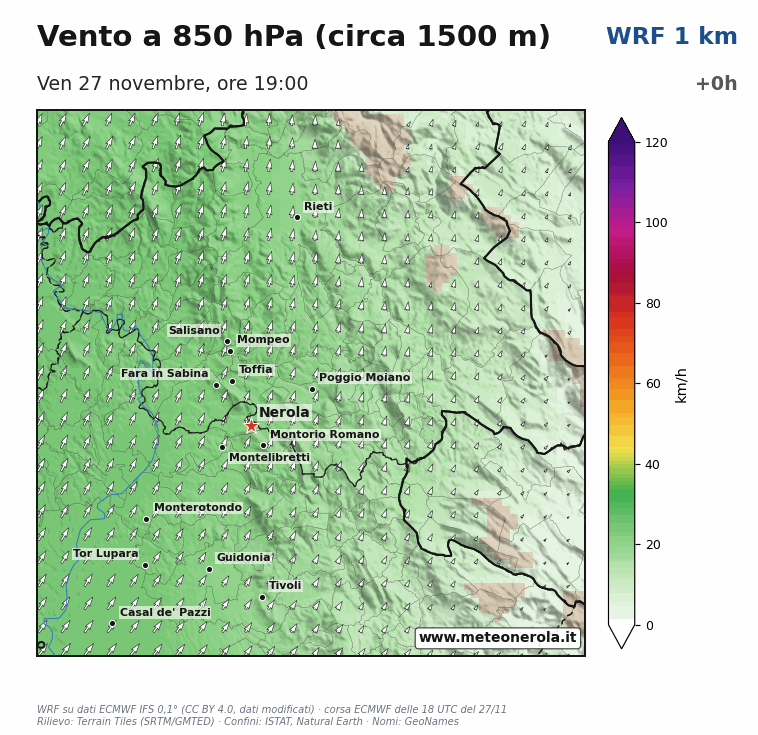 Vento a 850 hPa (circa 1500 m)
WRF 1 km
Ven 27 novembre, ore 19:00
+0h
Rieti
Salisano
Mompeo
Fara in Sabina
Toffia
Poggio Moiano
Nerola
Montorio Romano
Montelibretti
Monterotondo
Tor Lupara
Guidonia
Tivoli
Casal de' Pazzi
www.meteonerola.it
120
100
80
60
40
20
0
km/h
WRF su dati ECMWF IFS 0,1° (CC BY 4.0, dati modificati) · corsa ECMWF delle 18 UTC del 27/11
Rilievo: Terrain Tiles (SRTM/GMTED) · Confini: ISTAT, Natural Earth · Nomi: GeoNames